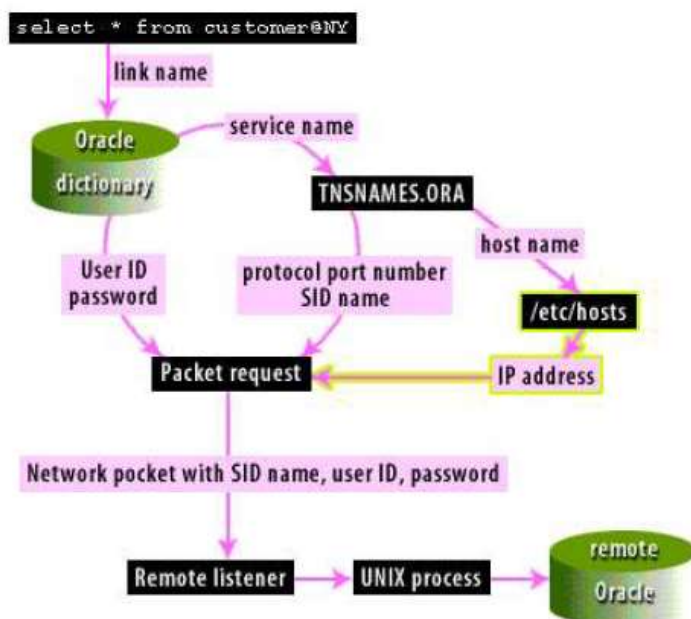 select * from customer@NY
link name
service name
Oracle
dictionary
TNSNAMES.ORA
host name
User ID
password
protocol port number
SID name
/etc/hosts
Packet request
IP address
Network pocket with SID name, user ID, password
Remote listener
UNIX process
remote
Oracle